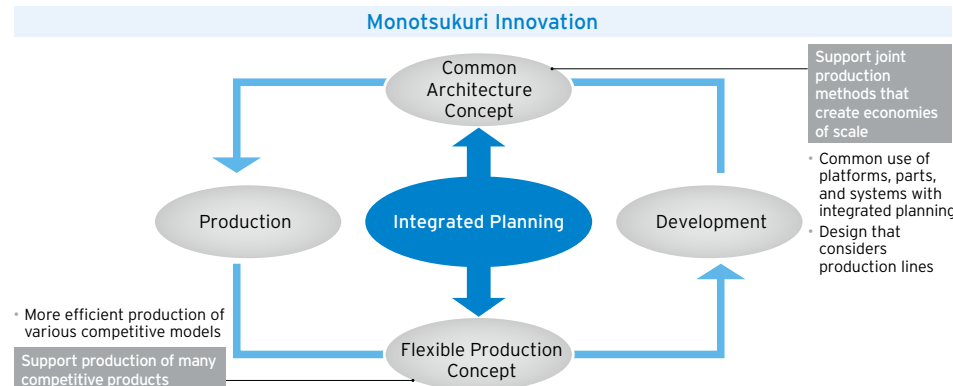 Monotsukuri Innovation
Common
Architecture
Concept
Support joint
production
methods that
create economies
of scale
• Common use of
platforms, parts,
and systems with
integrated planning
• Design that
considers
production lines
Production
Integrated Planning
Development
• More efficient production of
various competitive models
Support production of many
competitive products
Flexible Production
Concept